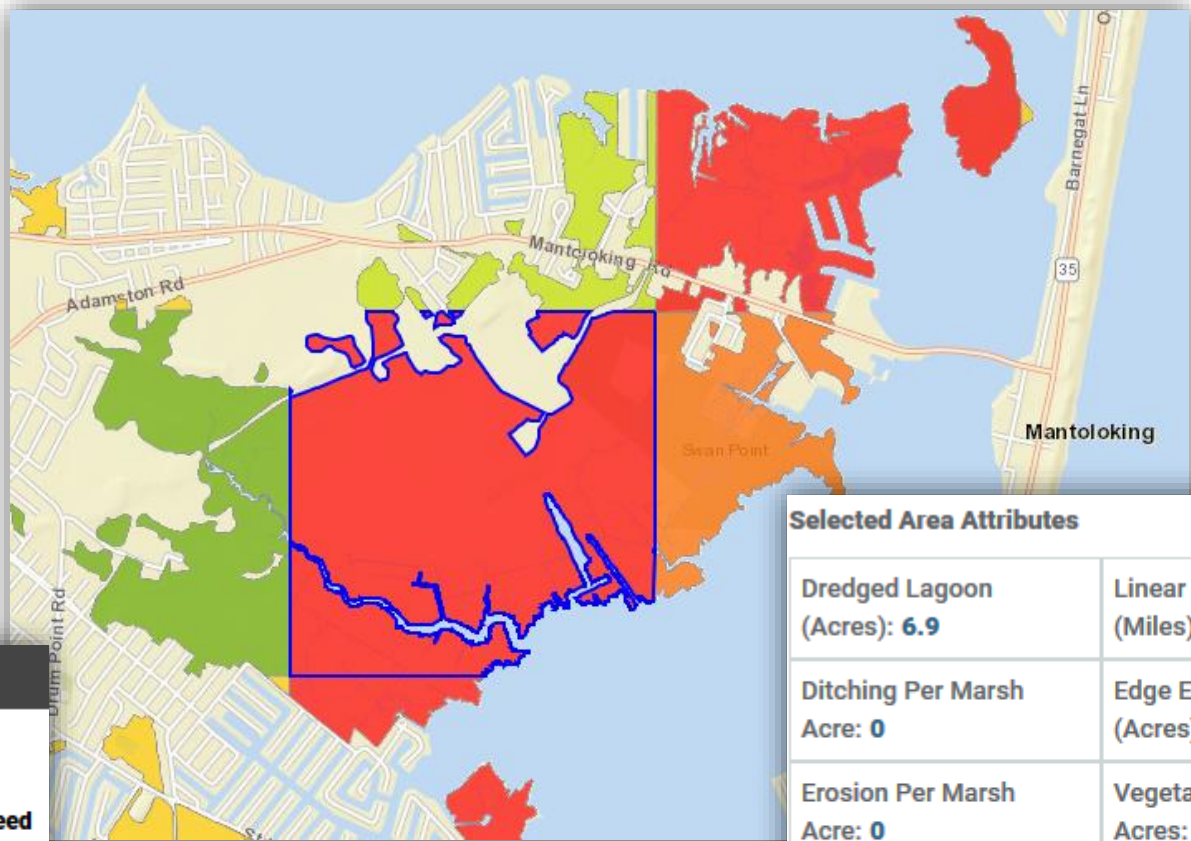 Barnegat Ln
35
Mantoloking Rd
Adamston Rd
Mantoloking
Swan Point
Drum Point Rd
Selected Area Attributes
Dredged Lagoon
(Acres): 6.9
Linear
(Miles)
Ditching Per Marsh
Acre: 0
Edge E
(Acres)
Erosion Per Marsh
Acre: 0
Vegeta
Acres:
eed